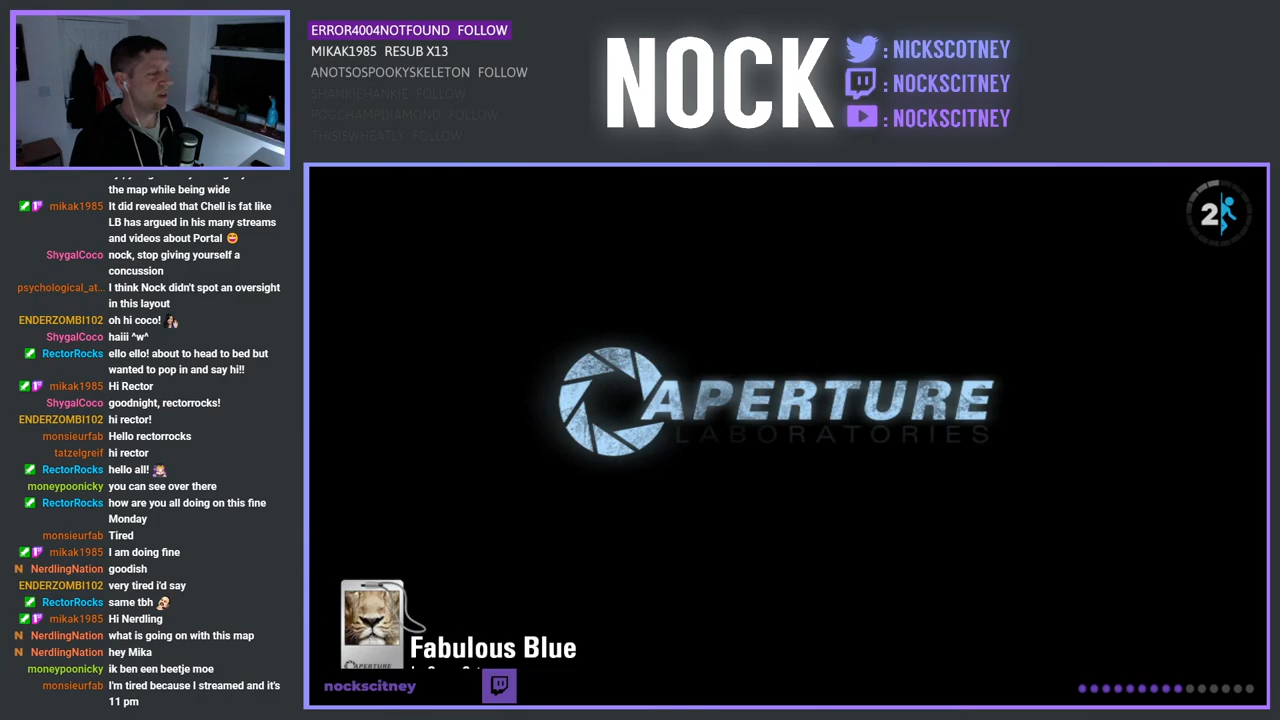 ERROR4004NOTFOUND FOLLOW
MIKAK1985 RESUB X13
ANOTSOSPOOKYSKELETON FOLLOW
SHANKIEHANKIE FOLLOW
POGCHAMPDIAMOND FOLLOW
THISISWHEATLY FOLLOW
NOCK
: NICKSCOTNEY
: NOCKSCITNEY
: NOCKSCITNEY
the map while being wide
mikak1985 It did revealed that Chell is fat like
LB has argued in his many streams
and videos about Portal
ShygalCoco nock, stop giving yourself a
concussion
psychological_at... I think Nock didn't spot an oversight
in this layout
ENDERZOMBI102 oh hi coco!
ShygalCoco haiii ^w^
RectorRocks ello ello! about to head to bed but
wanted to pop in and say hi!!
mikak1985 Hi Rector
ShygalCoco goodnight, rectorrocks!
ENDERZOMBI102 hi rector!
monsieurfab Hello rectorrocks
tatzelgreif hi rector
RectorRocks hello all!
moneypoonicky you can see over there
RectorRocks how are you all doing on this fine
Monday
monsieurfab Tired
mikak1985 I am doing fine
N NerdlingNation goodish
ENDERZOMBI102 very tired i'd say
RectorRocks same tbh
mikak1985 Hi Nerdling
N NerdlingNation what is going on with this map
N NerdlingNation hey Mika
moneypoonicky ik ben een beetje moe
monsieurfab I'm tired because I streamed and it's
11 pm
2
APERTURE
LABORATORIES
APERTURE
Fabulous Blue
nockscitney